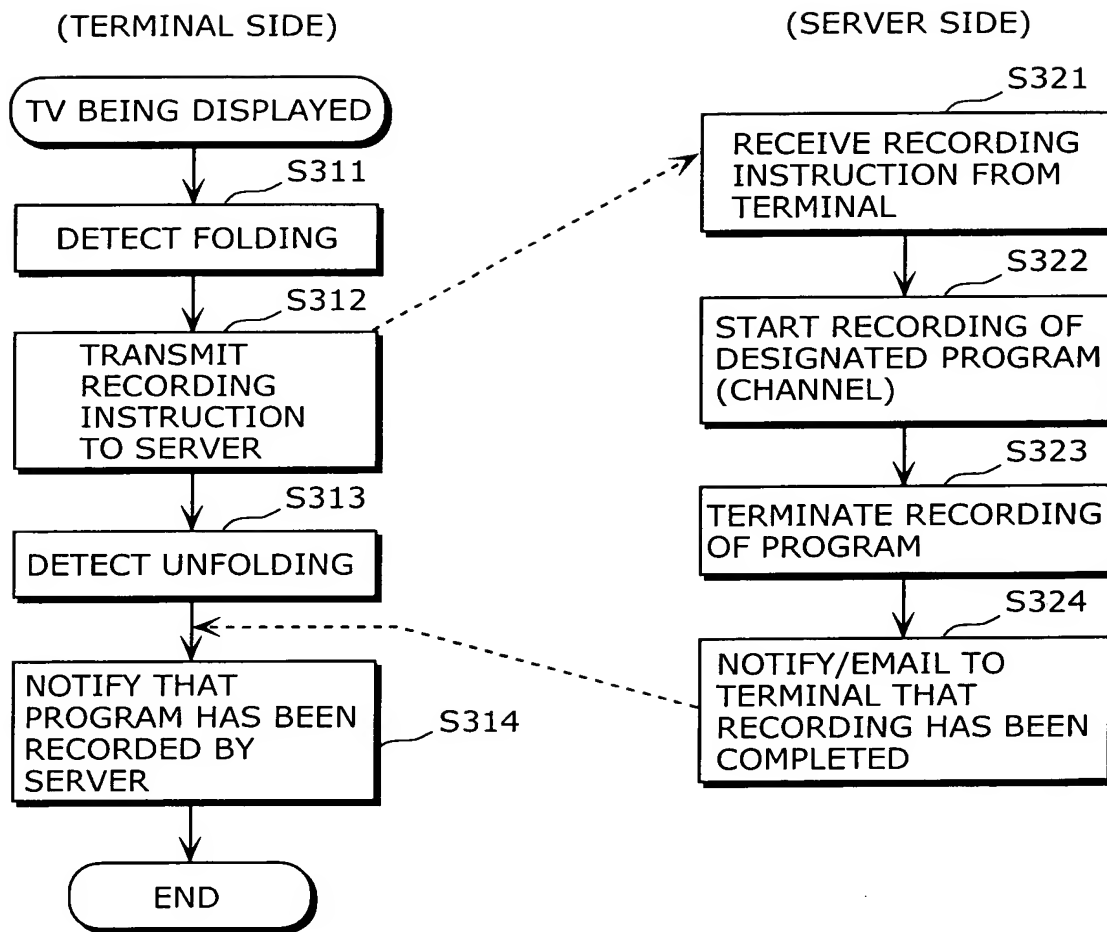 (TERMINAL SIDE)
TV BEING DISPLAYED
S311
DETECT FOLDING
S312
TRANSMIT
RECORDING
INSTRUCTION
TO SERVER
S313
DETECT UNFOLDING
NOTIFY THAT
PROGRAM HAS BEEN
RECORDED BY
SERVER
S314
END
(SERVER SIDE)
S321
RECEIVE RECORDING
INSTRUCTION FROM
TERMINAL
S322
START RECORDING OF
DESIGNATED PROGRAM
(CHANNEL)
S323
TERMINATE RECORDING
OF PROGRAM
S324
NOTIFY/EMAIL TO
TERMINAL THAT
RECORDING HAS BEEN
COMPLETED